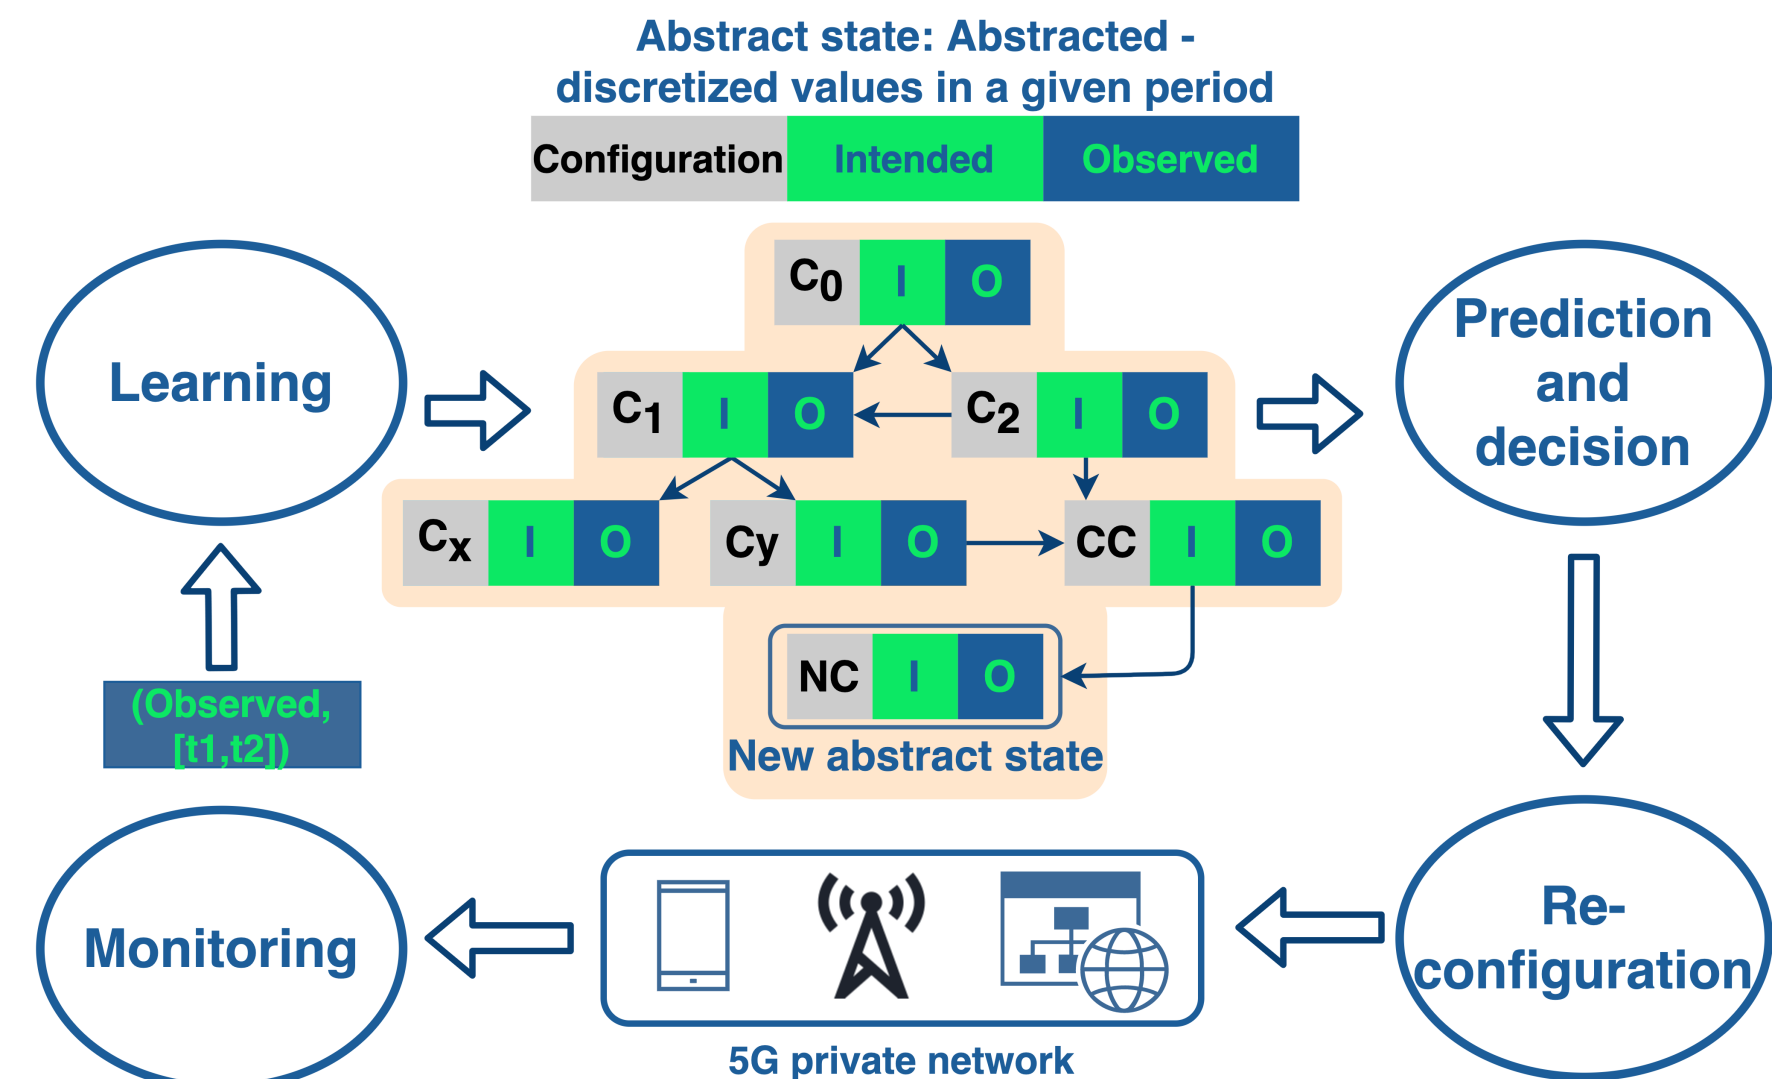 Abstract state: Abstracted -
discretized values in a given period
Configuration Intended Observed
C0 I O
Learning
Prediction
and
decision
C1 I O C2 I O
Cx I O Cy I O CC I O
NC I O
New abstract state
(Observed,
[t1,t2])
Monitoring
Re-
configuration
5G private network